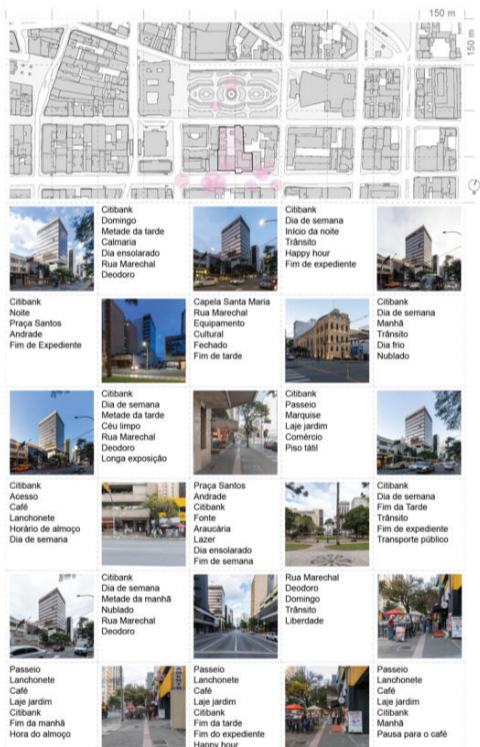 150 m
150 m
Citibank
Domingo
Metade da tarde
Calmaria
Dia ensolarado
Rua Marechal
Deodoro
Citibank
Dia de semana
Início da noite
Trânsito
Happy hour
Fim de expediente
Citibank
Noite
Praça Santos
Andrade
Fim de Expediente
Capela Santa Maria
Rua Marechal
Equipamento
Cultural
Fechado
Fim de tarde
Citibank
Dia de semana
Manhã
Trânsito
Dia frio
Nublado
Citibank
Dia de semana
Metade da tarde
Céu limpo
Rua Marechal
Deodoro
Longa exposição
Citibank
Passeio
Marquise
Laje jardim
Comércio
Piso tátil
Citibank
Acesso
Café
Lanchonete
Horário de almoço
Dia de semana
Praça Santos
Andrade
Citibank
Fonte
Araucária
Lazer
Dia ensolarado
Fim de semana
Citibank
Dia de semana
Fim da Tarde
Trânsito
Fim de expediente
Transporte público
Citibank
Dia de semana
Metade da manhã
Nublado
Rua Marechal
Deodoro
Rua Marechal
Deodoro
Domingo
Trânsito
Liberdade
Passeio
Lanchonete
Café
Laje jardim
Citibank
Fim da manhã
Hora do almoço
Passeio
Lanchonete
Café
Laje jardim
Citibank
Fim da tarde
Fim do expediente
Happy hour
Passeio
Lanchonete
Café
Laje jardim
Citibank
Manhã
Pausa para o café